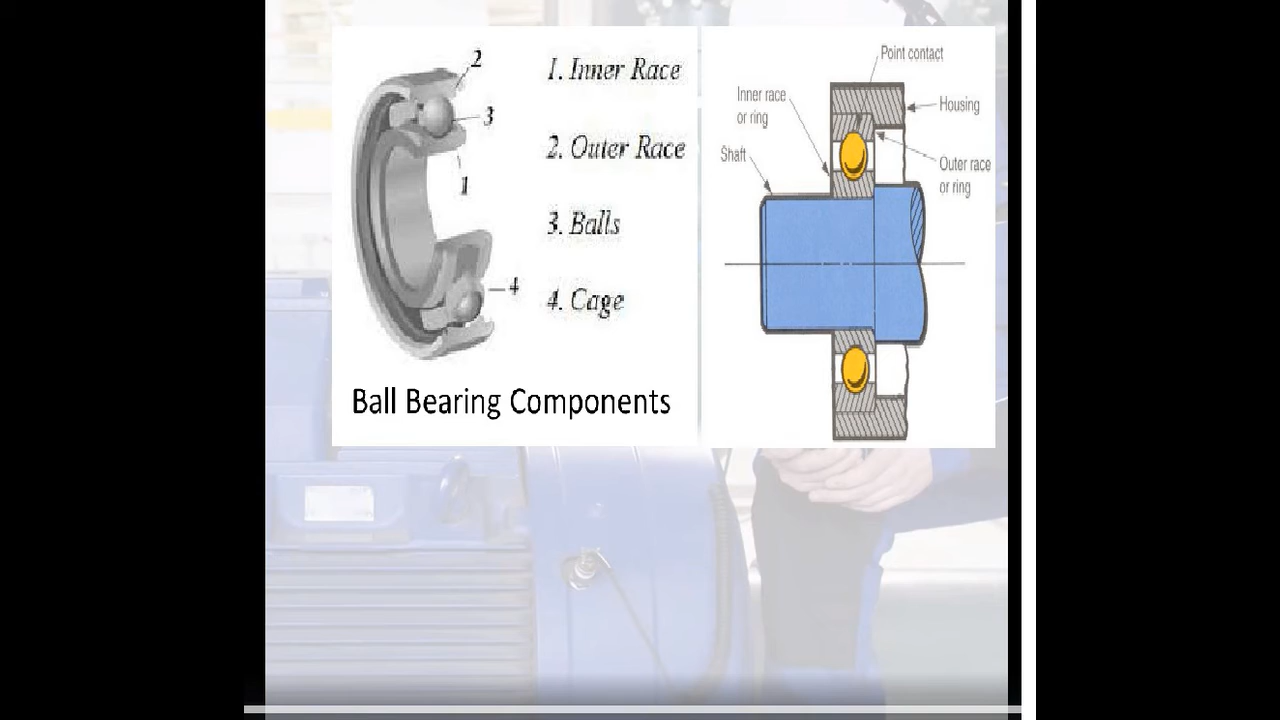 2
3
1
4
1. Inner Race
2. Outer Race
3. Balls
4. Cage
Ball Bearing Components
Point contact
Inner race
or ring
Housing
Shaft
Outer race
or ring